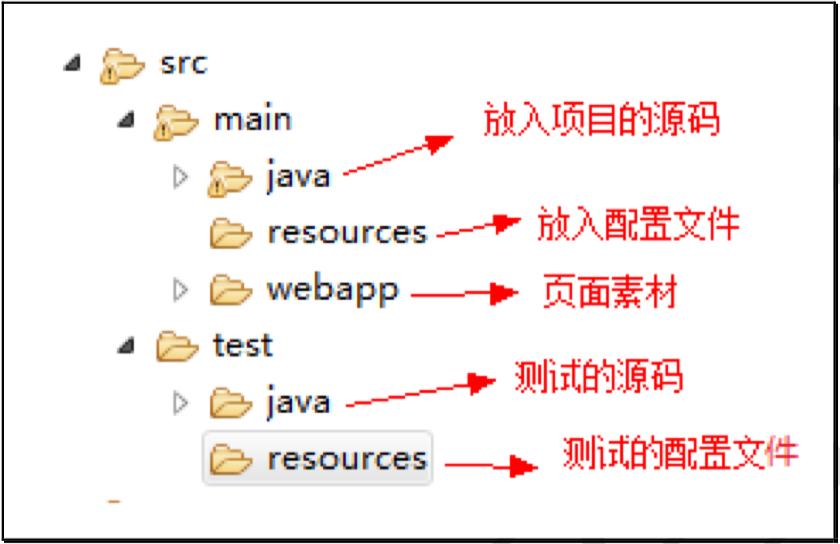 src
main
放入项目的源码
java
resources
放入配置文件
webapp
页面素材
test
java
测试的源码
resources
测试的配置文件